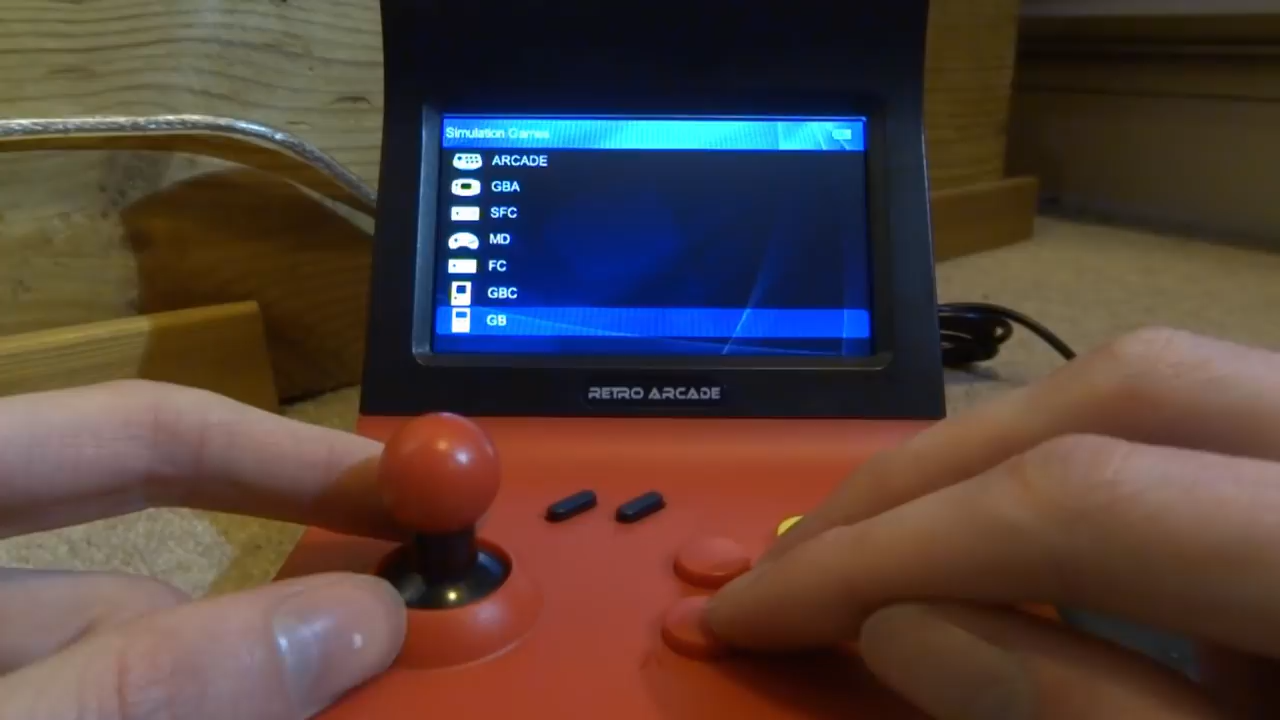 Simulation Games
ARCADE
GBA
SFC
MD
FC
GBC
GB
RETRO ARCADE